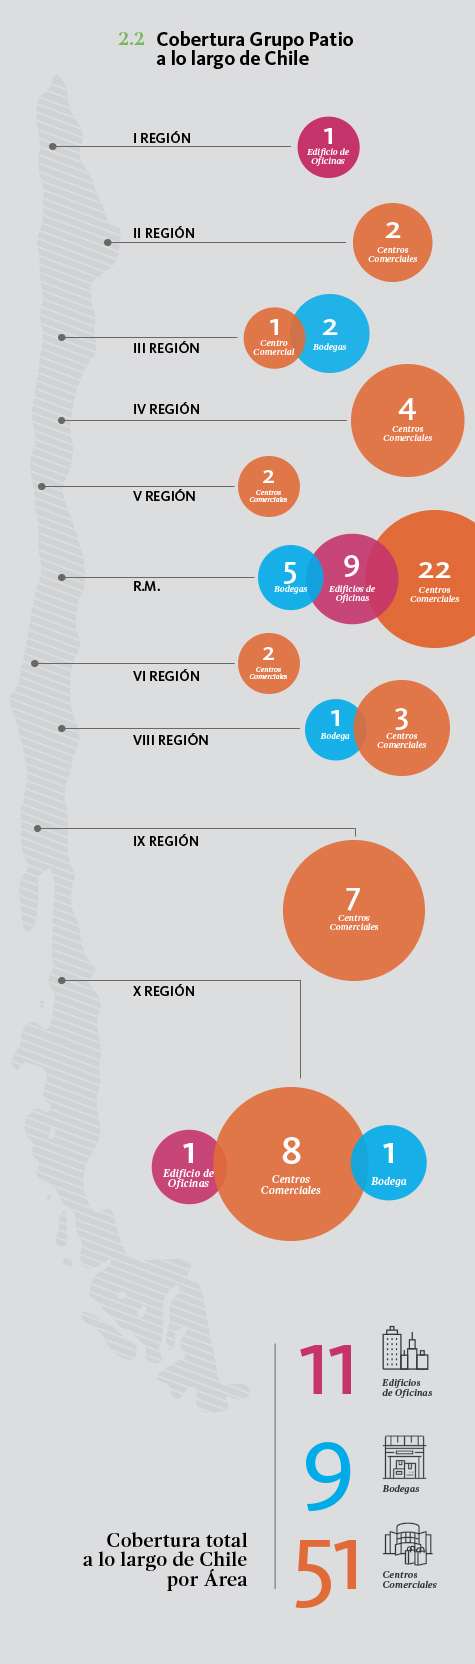 2.2 Cobertura Grupo Patio
a lo largo de Chile
I REGIÓN
1
Edificio de
Oficinas
II REGIÓN
2
Centros
Comerciales
III REGIÓN
1
Centro
Comercial
2
Bodegas
IV REGIÓN
4
Centros
Comerciales
V REGIÓN
2
Centros
Comerciales
R.M.
5
Bodegas
9
Edificios de
Oficinas
22
Centros
Comerciales
VI REGIÓN
2
Centros
Comerciales
VIII REGIÓN
1
Bodega
3
Centros
Comerciales
IX REGIÓN
7
Centros
Comerciales
X REGIÓN
1
Edificio de
Oficinas
8
Centros
Comerciales
1
Bodega
Cobertura total
a lo largo de Chile
por Área
11
Edificios
de Oficinas
9
Bodegas
51
Centros
Comerciales